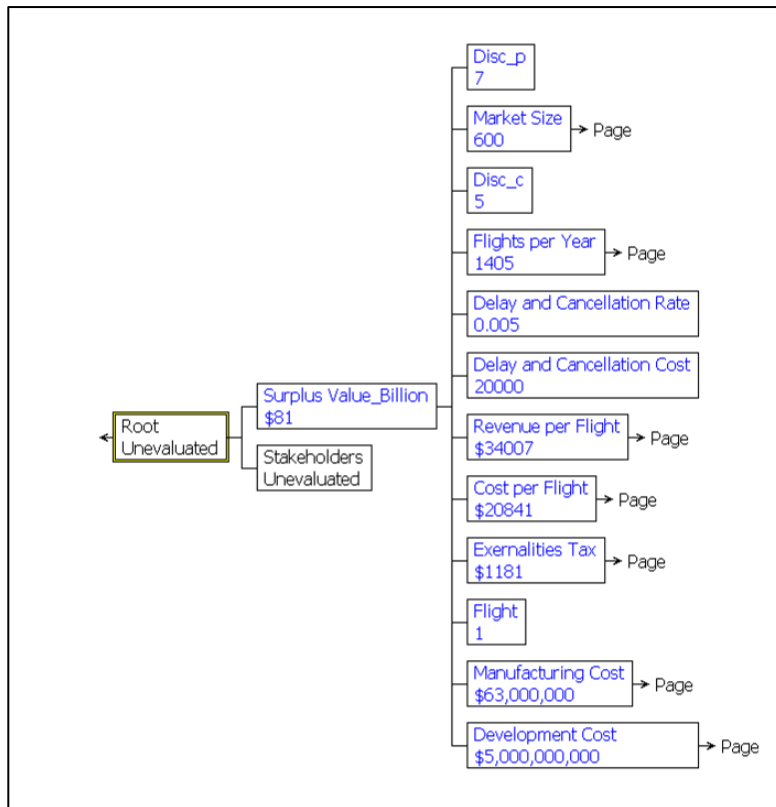 Disc_p
7
Market Size
600
Page
Disc_c
5
Flights per Year
1405
Page
Delay and Cancellation Rate
0.005
Delay and Cancellation Cost
20000
Surplus Value_Billion
$81
Root
Unevaluated
Stakeholders
Unevaluated
Revenue per Flight
$34007
Page
Cost per Flight
$20841
Page
Exernalities Tax
$1181
Page
Flight
1
Manufacturing Cost
$63,000,000
Page
Development Cost
$5,000,000,000
Page